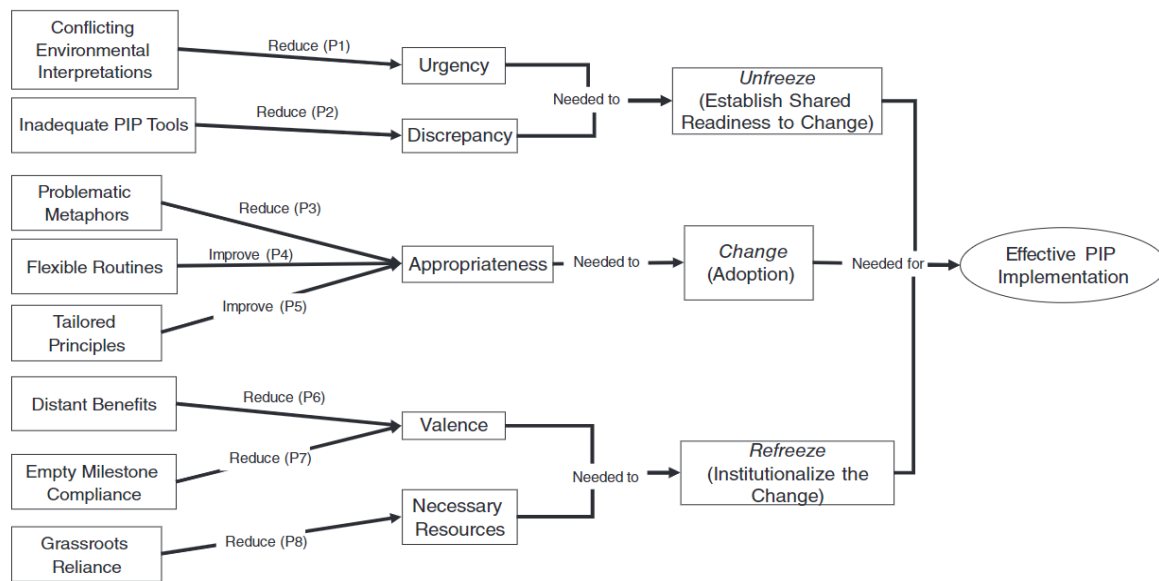 Conflicting
Environmental
Interpretations
Reduce (P1)
Urgency
Inadequate PIP Tools
Reduce (P2)
Discrepancy
Needed to
Unfreeze
(Establish Shared
Readiness to Change)
Problematic
Metaphors
Reduce (P3)
Flexible Routines
Improve (P4)
Tailored
Principles
Improve (P5)
Appropriateness
Needed to
Change
(Adoption)
Needed for
Effective PIP
Implementation
Distant Benefits
Reduce (P6)
Empty Milestone
Compliance
Reduce (P7)
Valence
Grassroots
Reliance
Reduce (P8)
Necessary
Resources
Needed to
Refreeze
(Institutionalize the
Change)